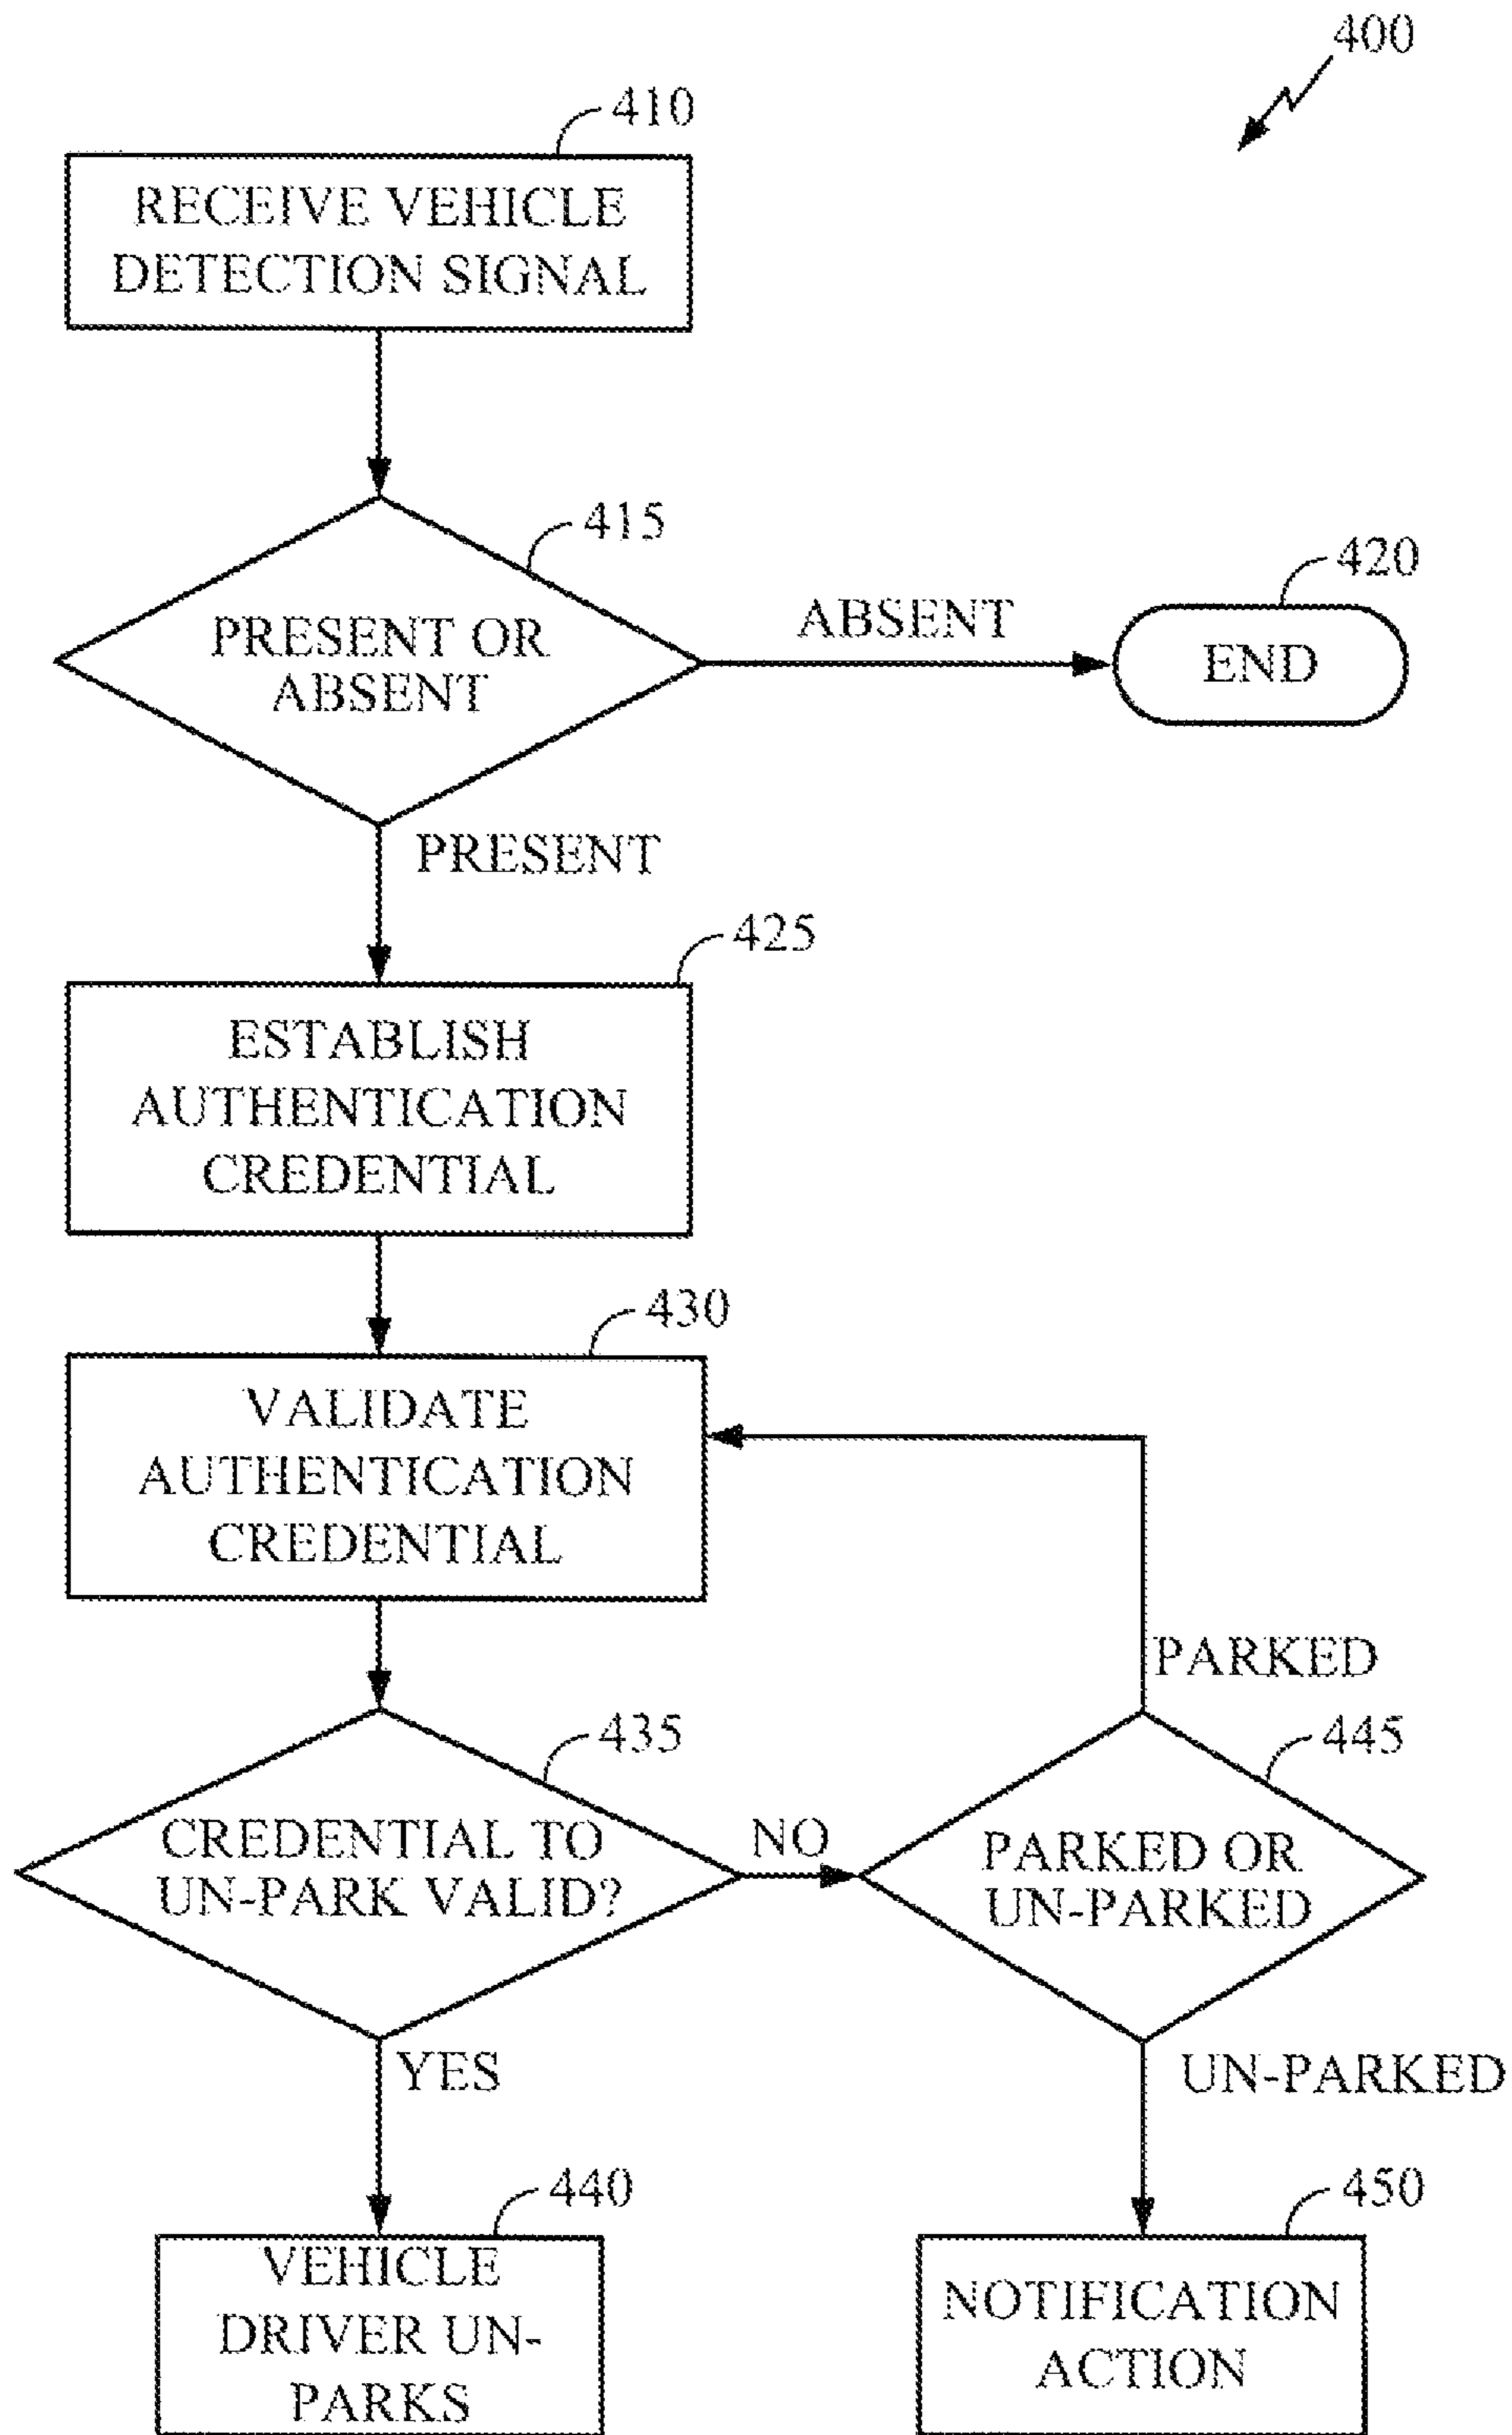 400
410
RECEIVE VEHICLE
DETECTION SIGNAL
415
PRESENT OR
ABSENT
ABSENT
420
END
PRESENT
425
ESTABLISH
AUTHENTICATION
CREDENTIAL
430
VALIDATE
AUTHENTICATION
CREDENTIAL
PARKED
435
CREDENTIAL TO
UN-PARK VALID?
NO
445
PARKED OR
UN-PARKED
YES
UN-PARKED
440
VEHICLE
DRIVER UN-
PARKS
450
NOTIFICATION
ACTION